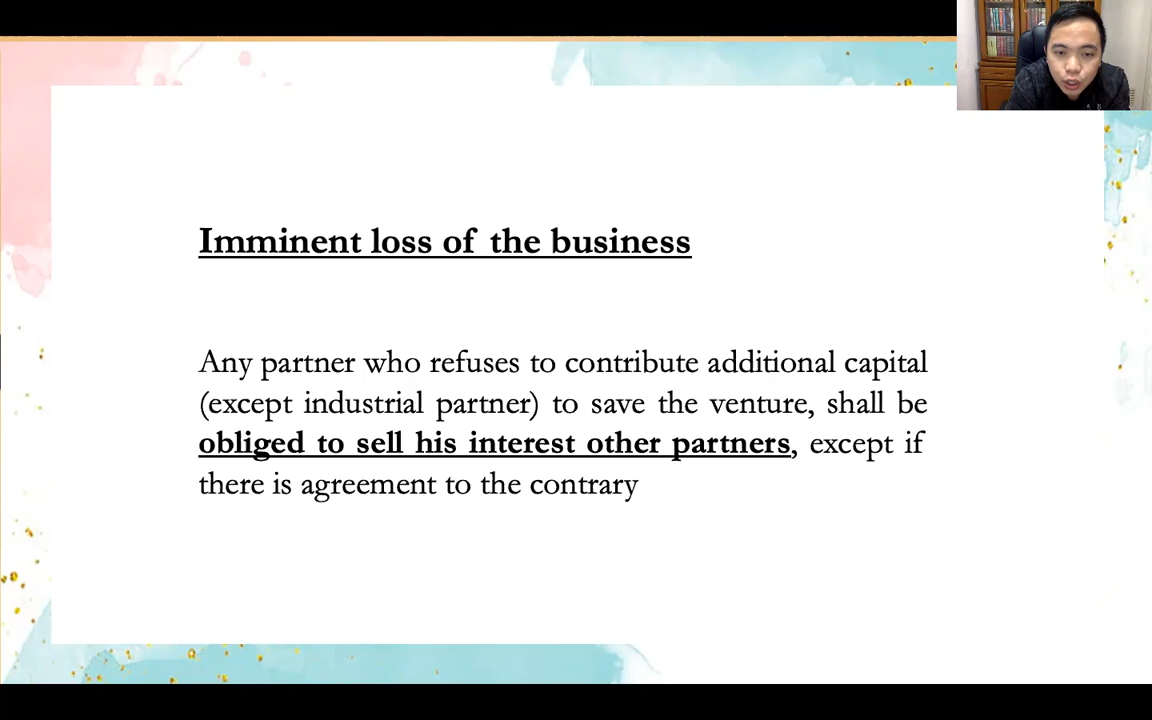 Imminent loss of the business
Any partner who refuses to contribute additional capital
(except industrial partner) to save the venture, shall be
obliged to sell his interest other partners, except if
there is agreement to the contrary